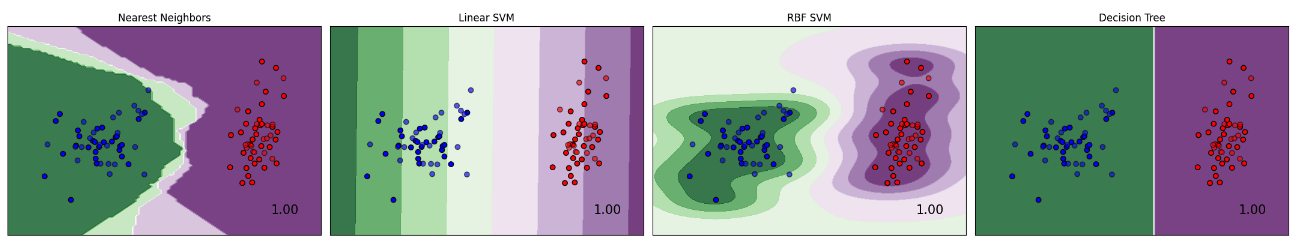 Nearest Neighbors
Linear SVM
RBF SVM
Decision Tree
1.00
1.00
1.00
1.00